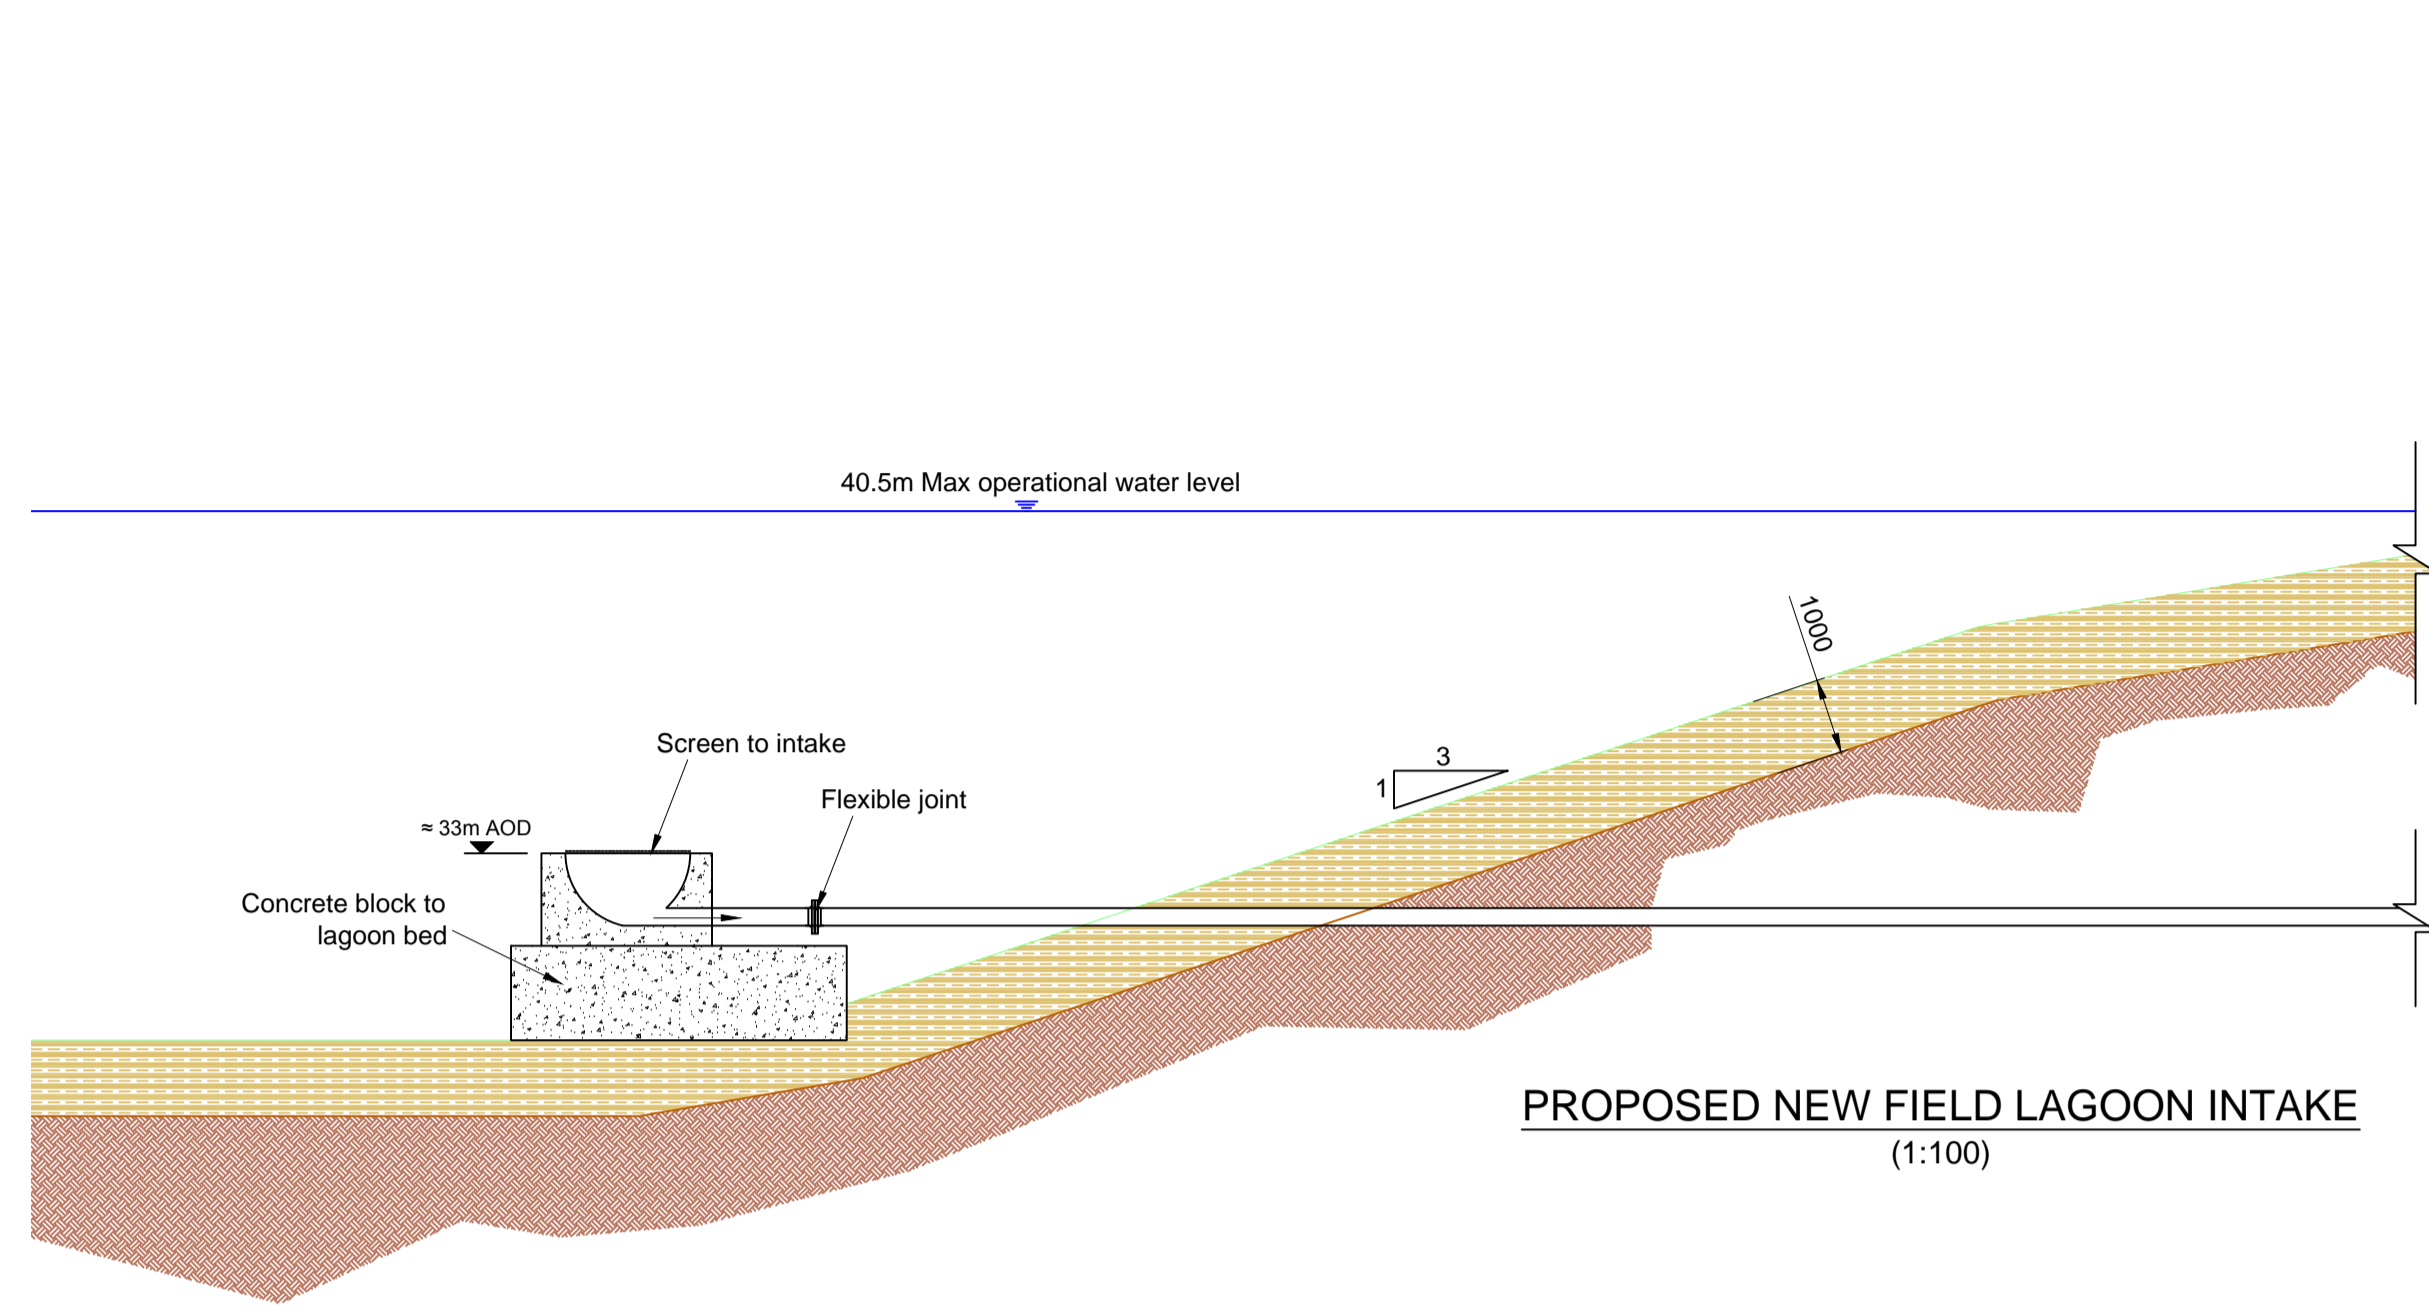 40.5m Max operational water level
1000
Screen to intake
3
1
Flexible joint
≈ 33m AOD
Concrete block to
lagoon bed
PROPOSED NEW FIELD LAGOON INTAKE
(1:100)